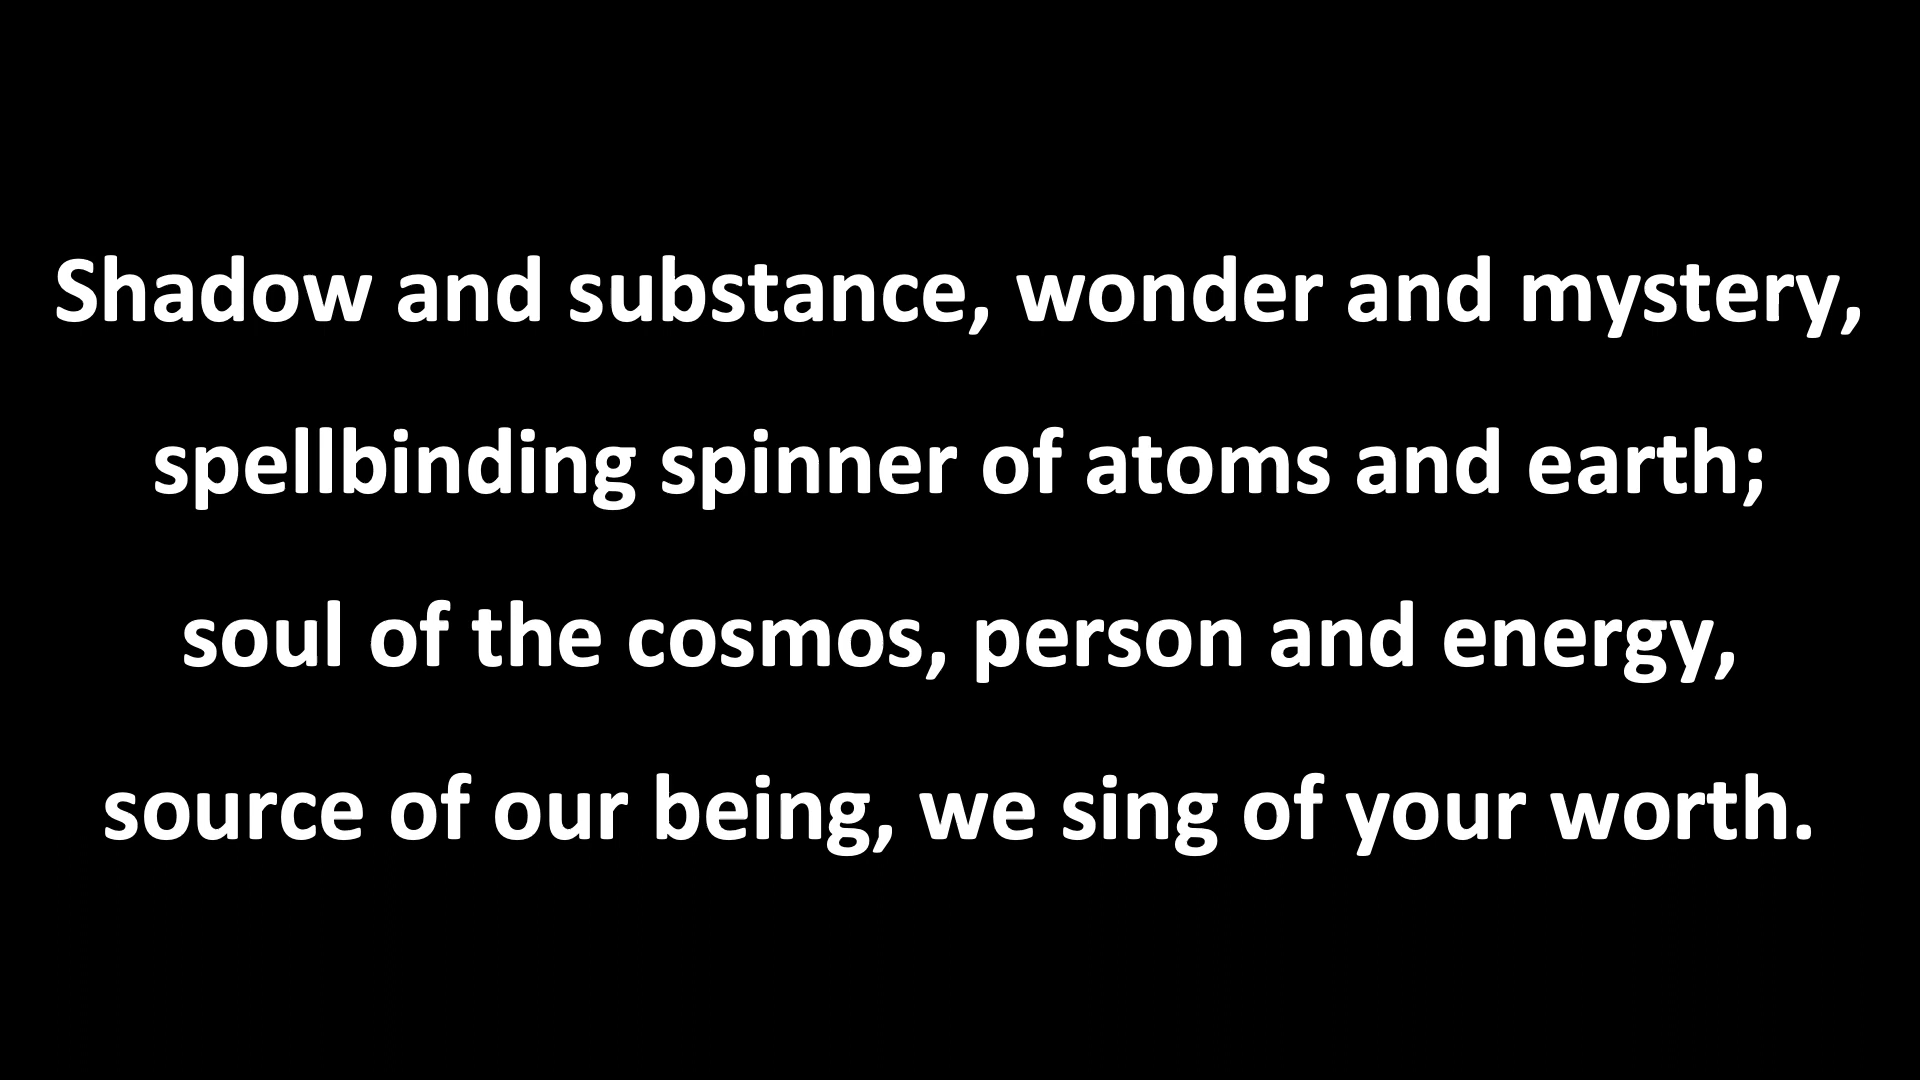 Shadow and substance, wonder and mystery,
spellbinding spinner of atoms and earth;
soul of the cosmos, person and energy,
source of our being, we sing of your worth.